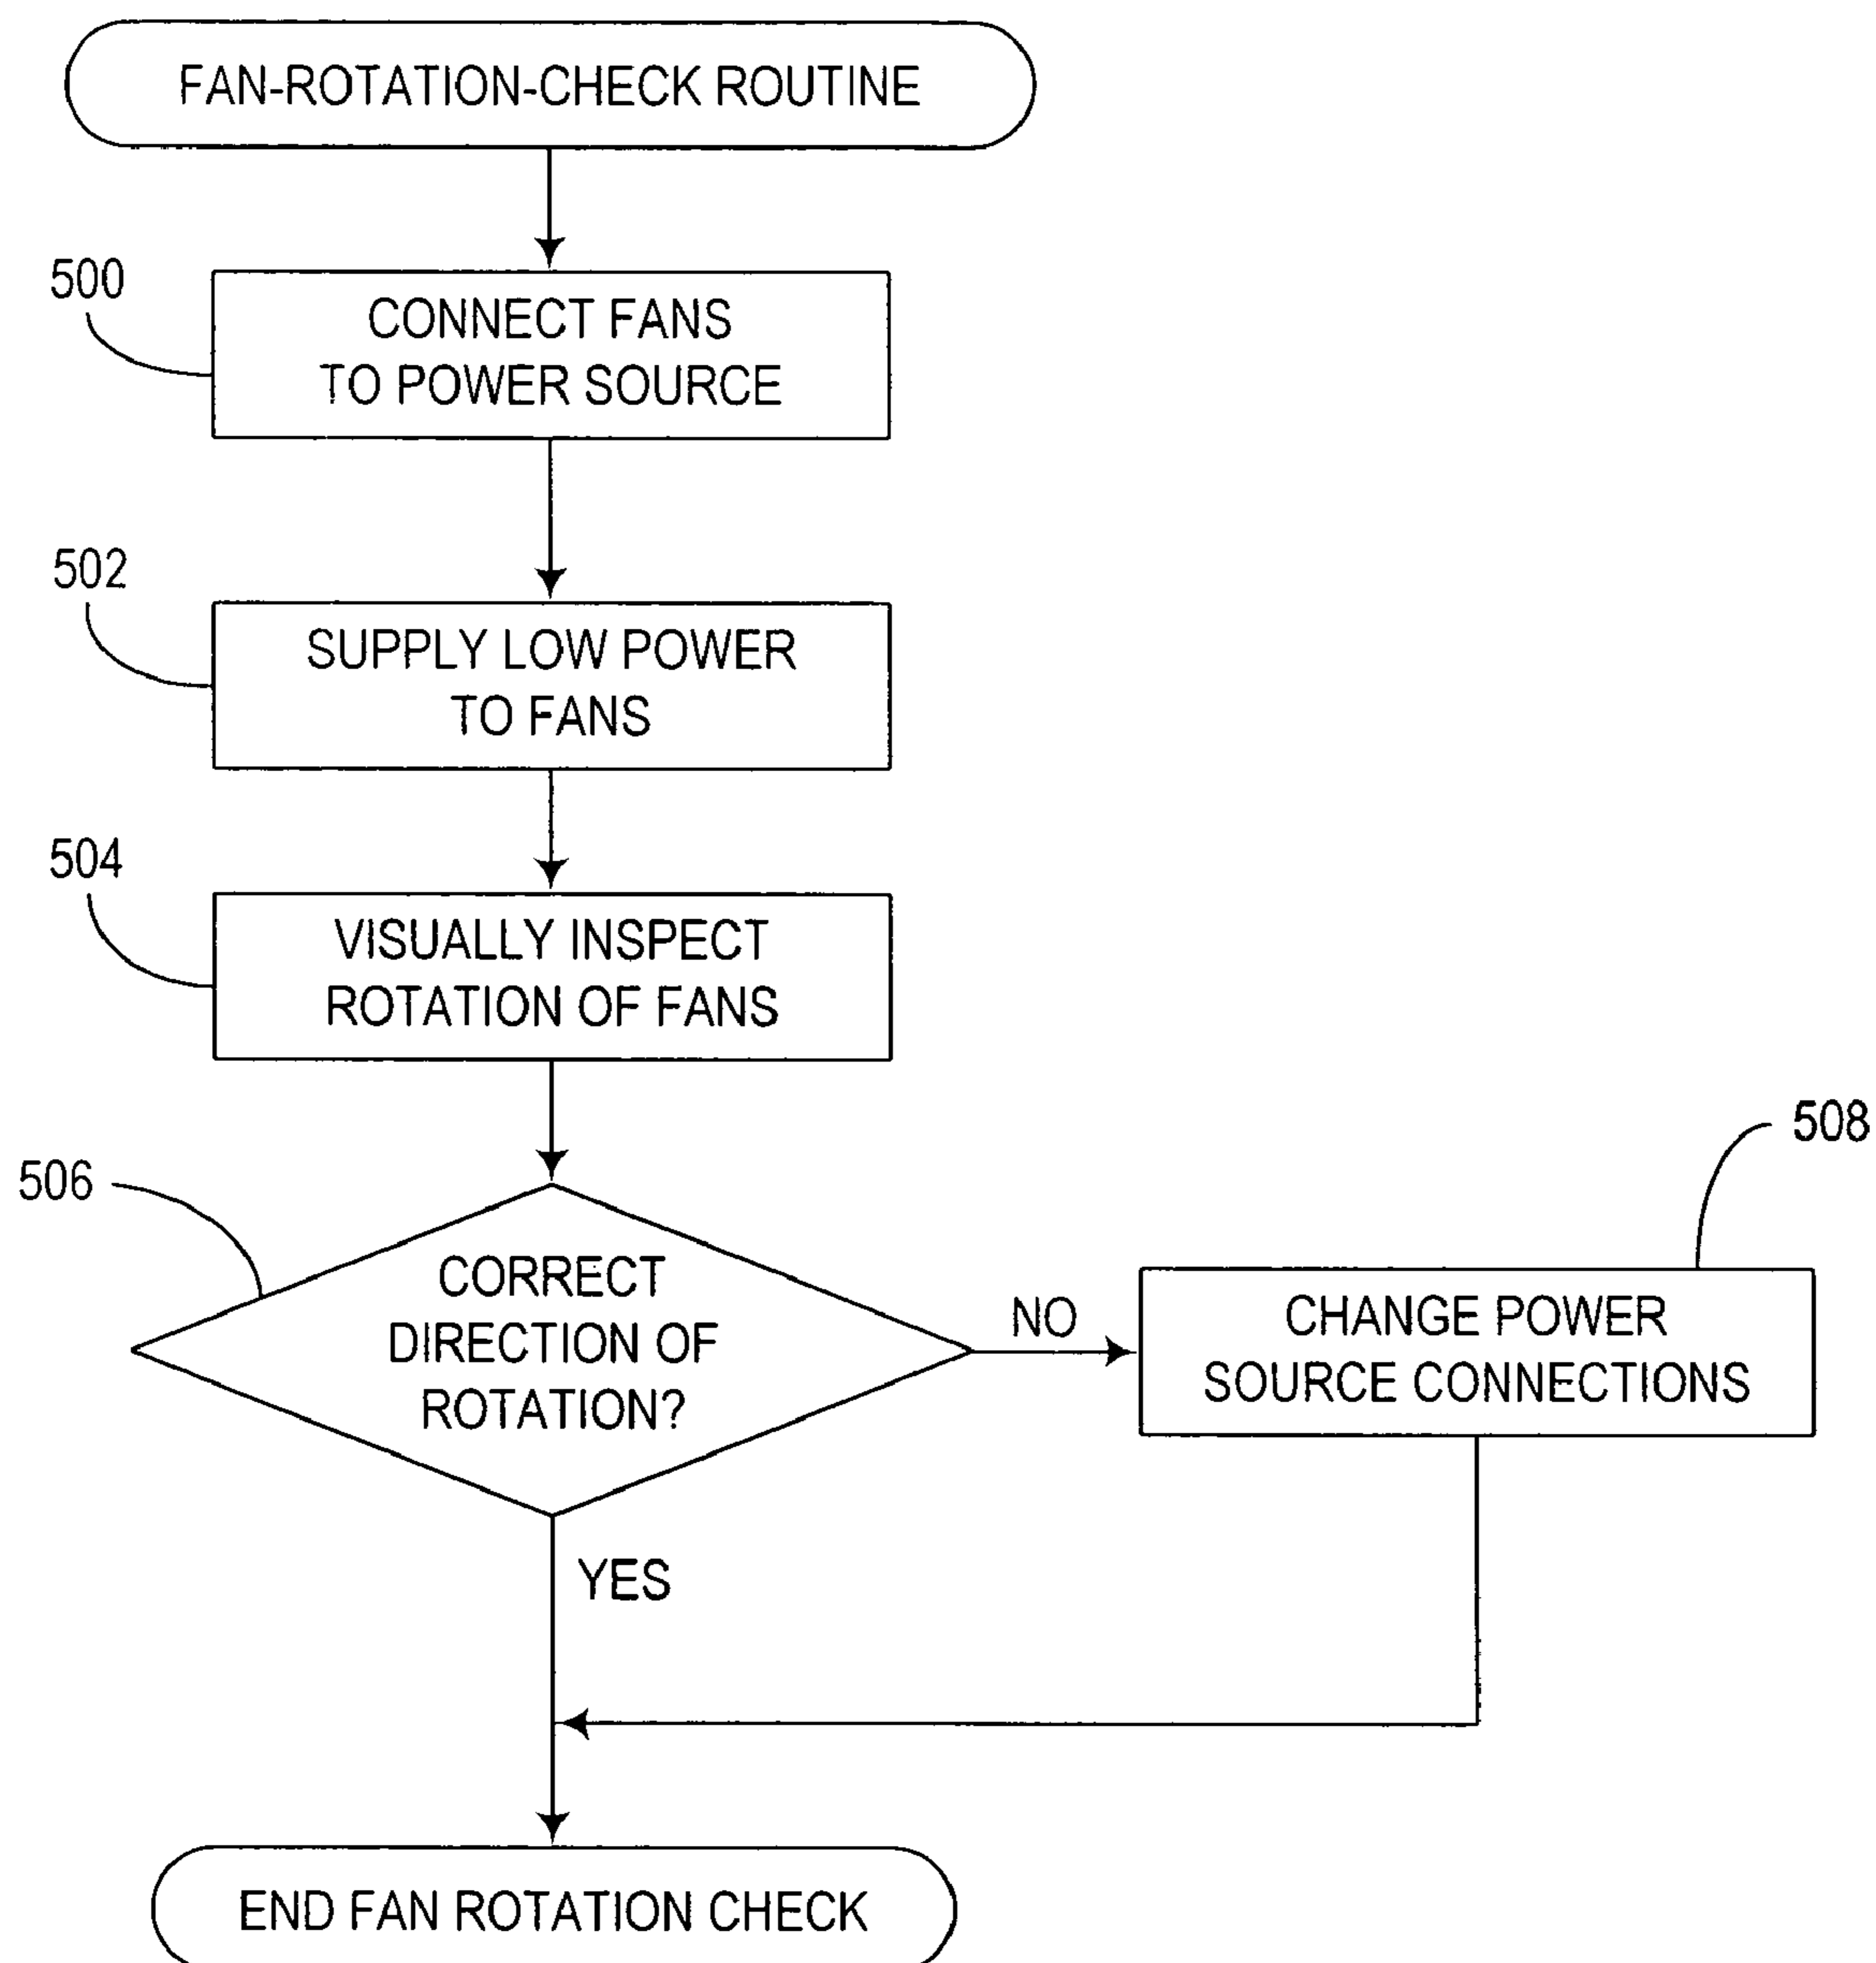 FAN-ROTATION-CHECK ROUTINE
500
CONNECT FANS
TO POWER SOURCE
502
SUPPLY LOW POWER
TO FANS
504
VISUALLY INSPECT
ROTATION OF FANS
506
CORRECT
DIRECTION OF
ROTATION?
NO
508
CHANGE POWER
SOURCE CONNECTIONS
YES
END FAN ROTATION CHECK